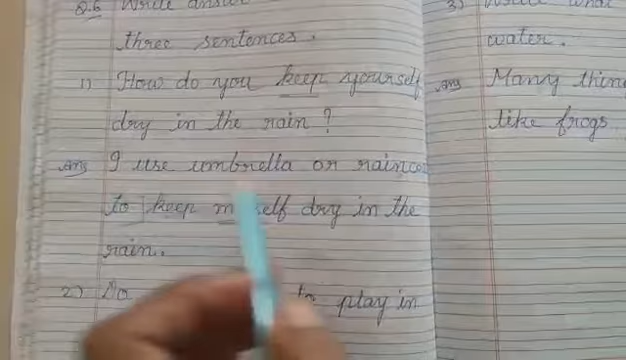 Q.6 Write answer
three sentences.
1) How do you keep yourself
dry in the rain?
Ans I use umbrella or
to keep myself dry in the
rain.
2) Do to play in
3) Write what
water.
Ans Many thin
like frogs